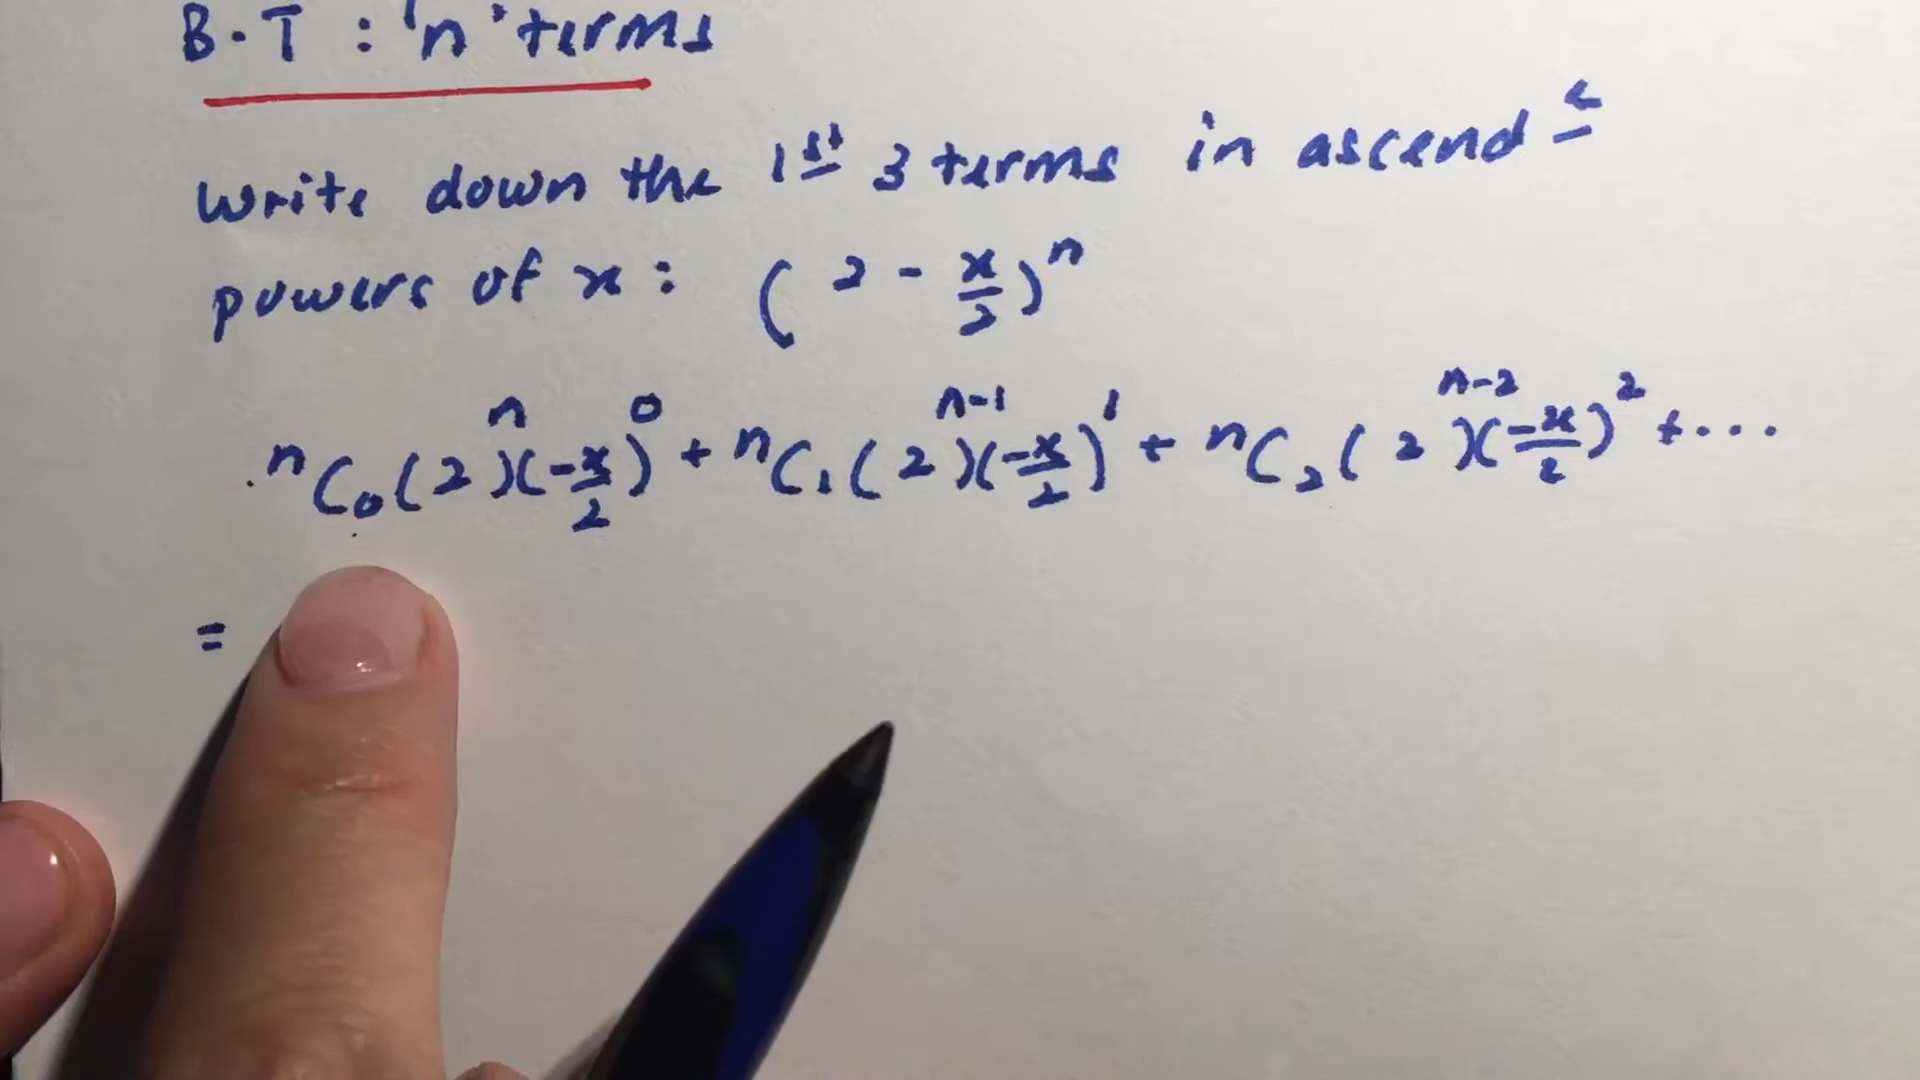 B.T : 'n' terms
Write down the 1st 3 terms in ascend
powers of x : (2 - x/2)^n
nC0(2)^n(-x/2)^0 + nC1(2)^n-1(-x/2)^1 + nC2(2)^n-2(-x/2)^2 + ...
=